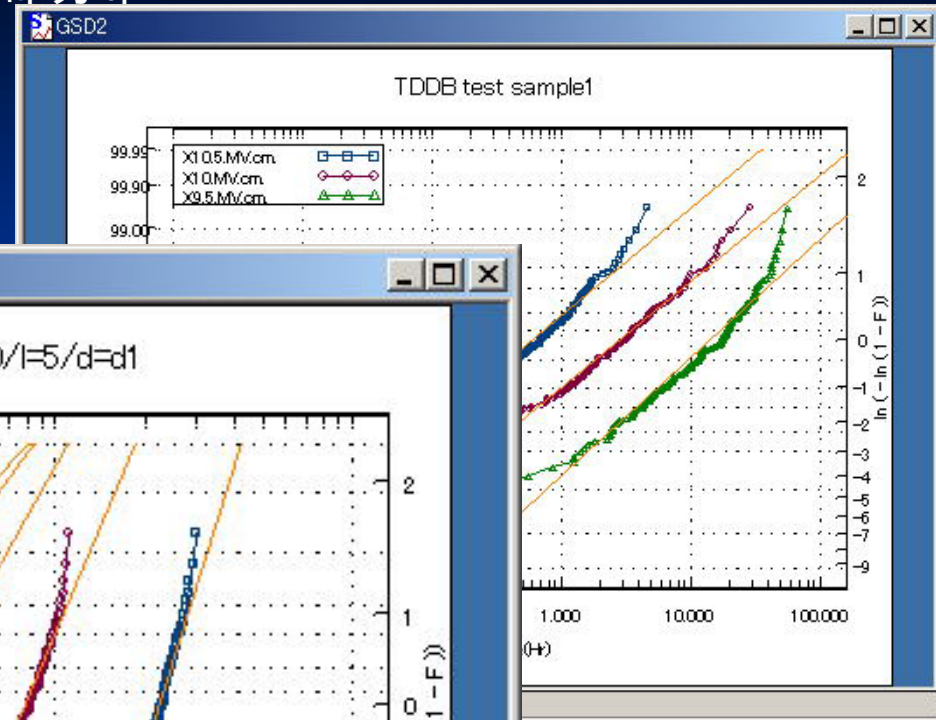 GSD2
TDDB test sample1
99.99
99.90
99.00
X10.5.MV.cm.
X10.MV.cm.
X9.5.MV.cm.
2
1
0
-1
-2
-3
-4
-5
-6
-7
-9
ln(-ln(1-F))
1.000
10.000
100.000
(Hr)
/l=5/d=d1
2
1
0
1-F))